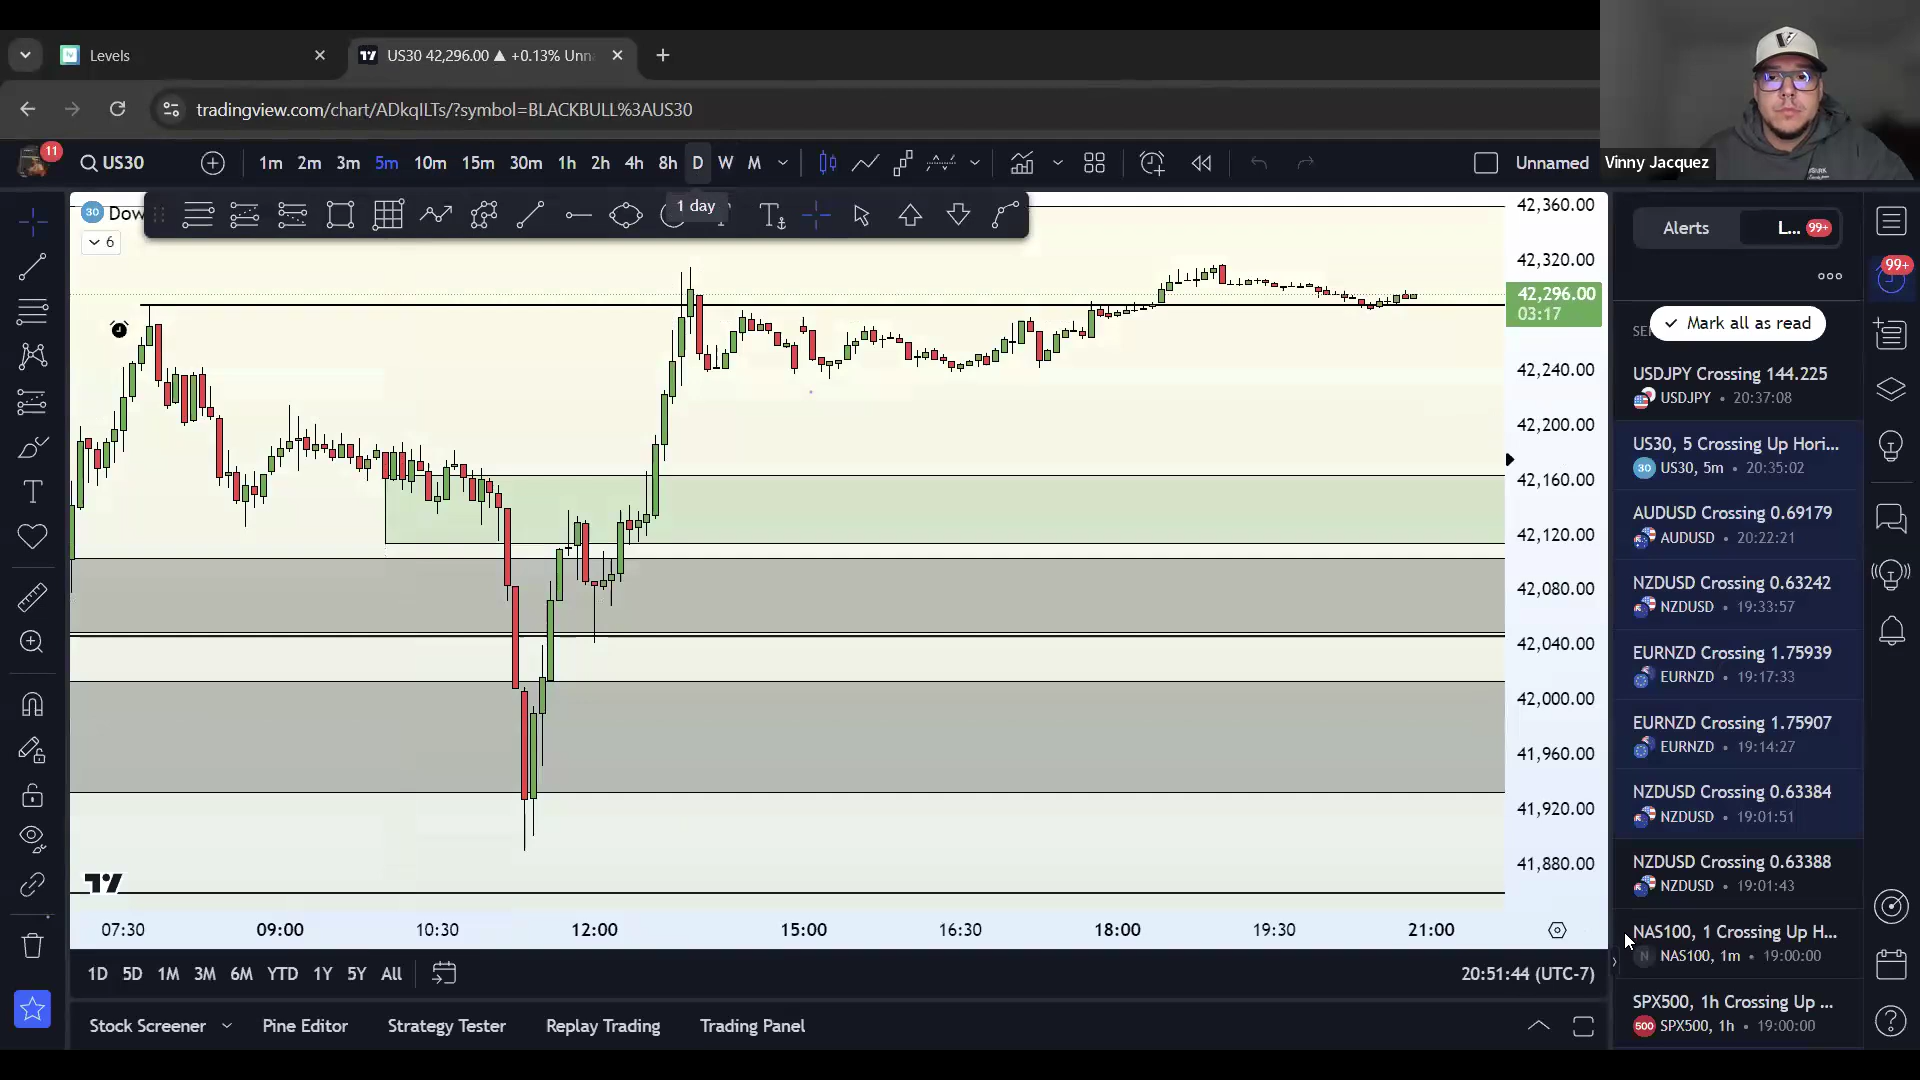 Levels
US30 42,296.00 ▲ +0.13% Unn
tradingview.com/chart/ADkqILTs/?symbol=BLACKBULL%3AUS30
11
US30
1m 2m 3m 5m 10m 15m 30m 1h 2h 4h 8h D W M
Unnamed
Vinny Jacquez
30 Dow
1 day
6
42,360.00
42,320.00
42,296.00
03:17
42,240.00
42,200.00
42,160.00
42,120.00
42,080.00
42,040.00
42,000.00
41,960.00
41,920.00
41,880.00
07:30 09:00 10:30 12:00 15:00 16:30 18:00 19:30 21:00
1D 5D 1M 3M 6M YTD 1Y 5Y All
20:51:44 (UTC-7)
Stock Screener Pine Editor Strategy Tester Replay Trading Trading Panel
Alerts L... 99+
99+
Mark all as read
USDJPY Crossing 144.225
USDJPY • 20:37:08
US30, 5 Crossing Up Hori...
30 US30, 5m • 20:35:02
AUDUSD Crossing 0.69179
AUDUSD • 20:22:21
NZDUSD Crossing 0.63242
NZDUSD • 19:33:57
EURNZD Crossing 1.75939
EURNZD • 19:17:33
EURNZD Crossing 1.75907
EURNZD • 19:14:27
NZDUSD Crossing 0.63384
NZDUSD • 19:01:51
NZDUSD Crossing 0.63388
NZDUSD • 19:01:43
NAS100, 1 Crossing Up H...
N NAS100, 1m • 19:00:00
SPX500, 1h Crossing Up ...
500 SPX500, 1h • 19:00:00